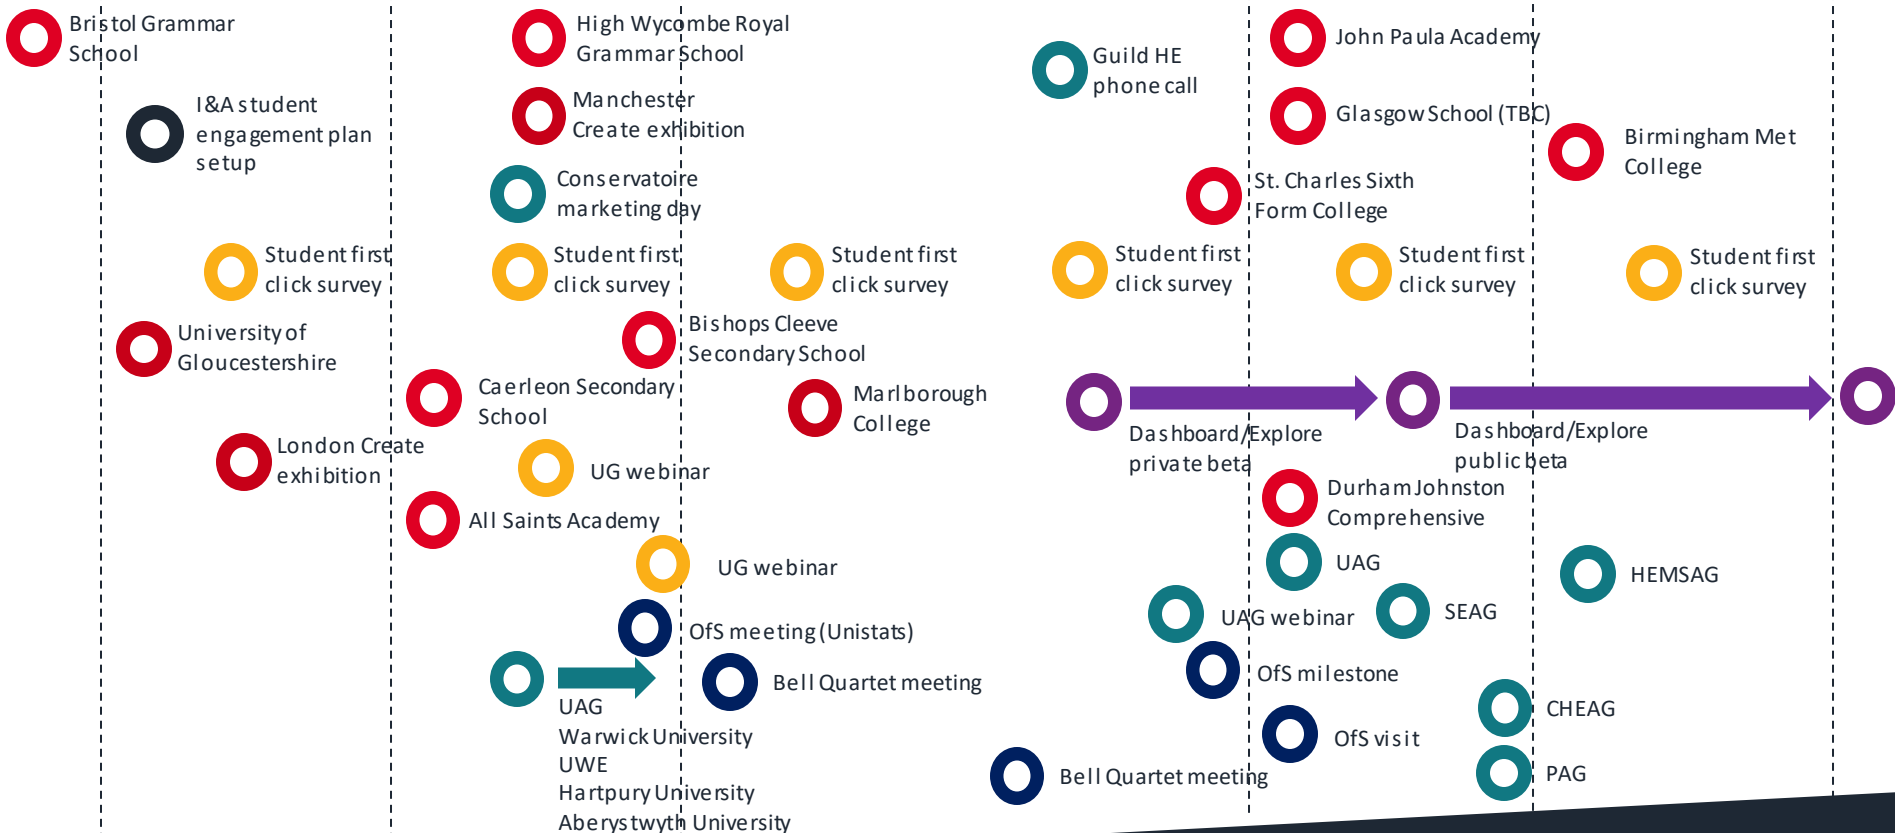 Bristol Grammar
School
High Wycombe Royal
Grammar School
John Paula Academy
Guild HE
phone call
I&A student
engagement plan
setup
Manchester
Create exhibition
Glasgow School (TBC)
Birmingham Met
College
Conservatoire
marketing day
St. Charles Sixth
Form College
Student first
click survey
Student first
click survey
Student first
click survey
Student first
click survey
Student first
click survey
Student first
click survey
University of
Gloucestershire
Bishops Cleeve
Secondary School
Caerleon Secondary
School
Marlborough
College
Dashboard/Explore
private beta
Dashboard/Explore
public beta
London Create
exhibition
UG webinar
Durham Johnston
Comprehensive
All Saints Academy
UG webinar
UAG
HEMSAG
UAG webinar
SEAG
OfS meeting (Unistats)
OfS milestone
Bell Quartet meeting
UAG
Warwick University
UWE
Hartpury University
Aberystwyth University
CHEAG
OfS visit
Bell Quartet meeting
PAG